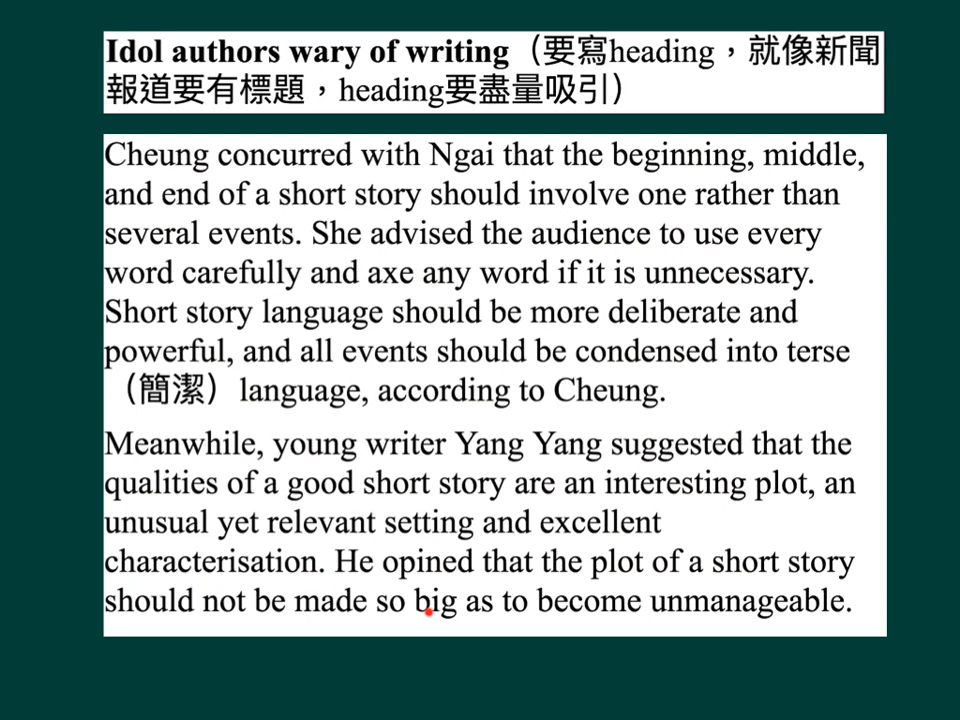 Idol authors wary of writing（要寫heading，就像新聞
報道要有標題，heading要盡量吸引）
Cheung concurred with Ngai that the beginning, middle,
and end of a short story should involve one rather than
several events. She advised the audience to use every
word carefully and axe any word if it is unnecessary.
Short story language should be more deliberate and
powerful, and all events should be condensed into terse
（簡潔）language, according to Cheung.
Meanwhile, young writer Yang Yang suggested that the
qualities of a good short story are an interesting plot, an
unusual yet relevant setting and excellent
characterisation. He opined that the plot of a short story
should not be made so big as to become unmanageable.